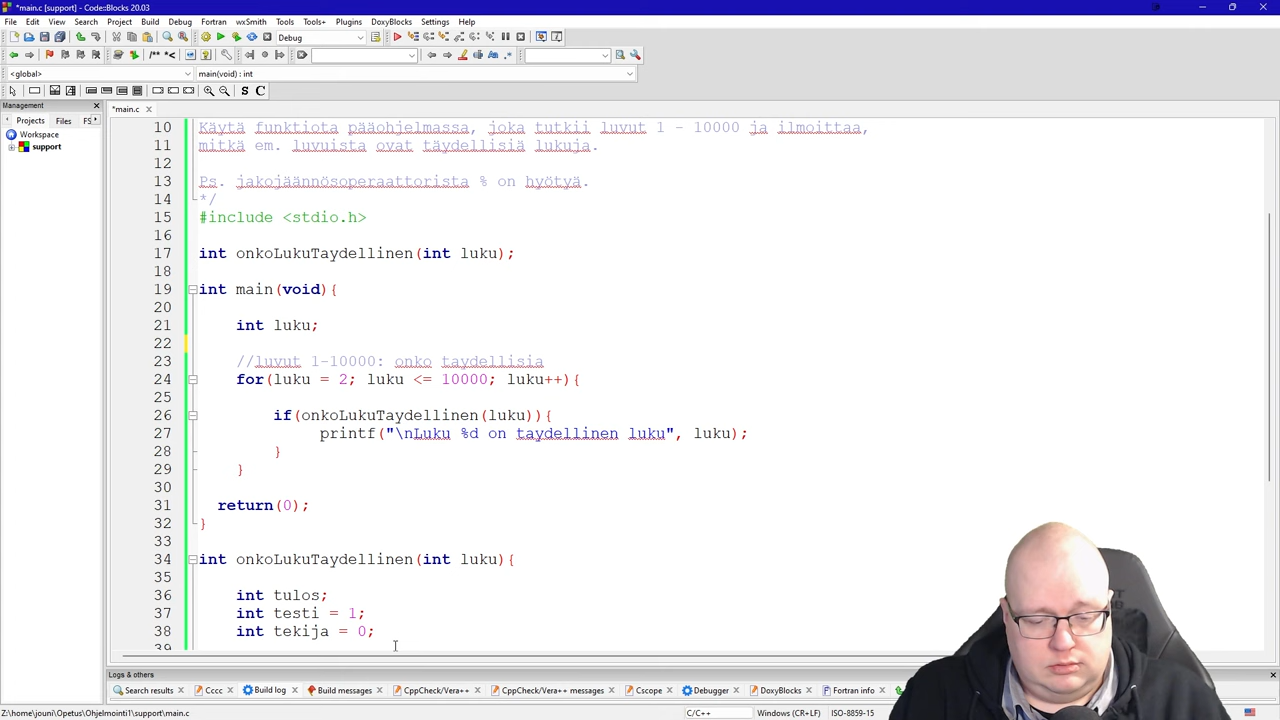 *main.c [support] - Code::Blocks 20.03
File Edit View Search Project Build Debug Fortran wxSmith Tools Tools+ Plugins DoxyBlocks Settings Help
Debug
/** *<
<global> main(void) : int
S C
Management
Projects Files FS
Workspace
support
*main.c
10 Käytä funktiota pääohjelmassa, joka tutkii luvut 1 - 10000 ja ilmoittaa,
11 mitkä em. luvuista ovat täydellisiä lukuja.
12
13 Ps. jakojäännösoperaattorista % on hyötyä.
14 */
15 #include <stdio.h>
16
17 int onkoLukuTaydellinen(int luku);
18
19 int main(void){
20
21 int luku;
22
23 //luvut 1-10000: onko taydellisia
24 for(luku = 2; luku <= 10000; luku++){
25
26 if(onkoLukuTaydellinen(luku)){
27 printf("\nLuku %d on taydellinen luku", luku);
28 }
29 }
30
31 return(0);
32 }
33
34 int onkoLukuTaydellinen(int luku){
35
36 int tulos;
37 int testi = 1;
38 int tekija = 0;
39
Logs & others
Search results Cccc Build log Build messages CppCheck/Vera++ CppCheck/Vera++ messages Cscope Debugger DoxyBlocks Fortran info
Z:\home\jouni\Opetus\Ohjelmointi1\support\main.c C/C++ Windows (CR+LF) ISO-8859-15